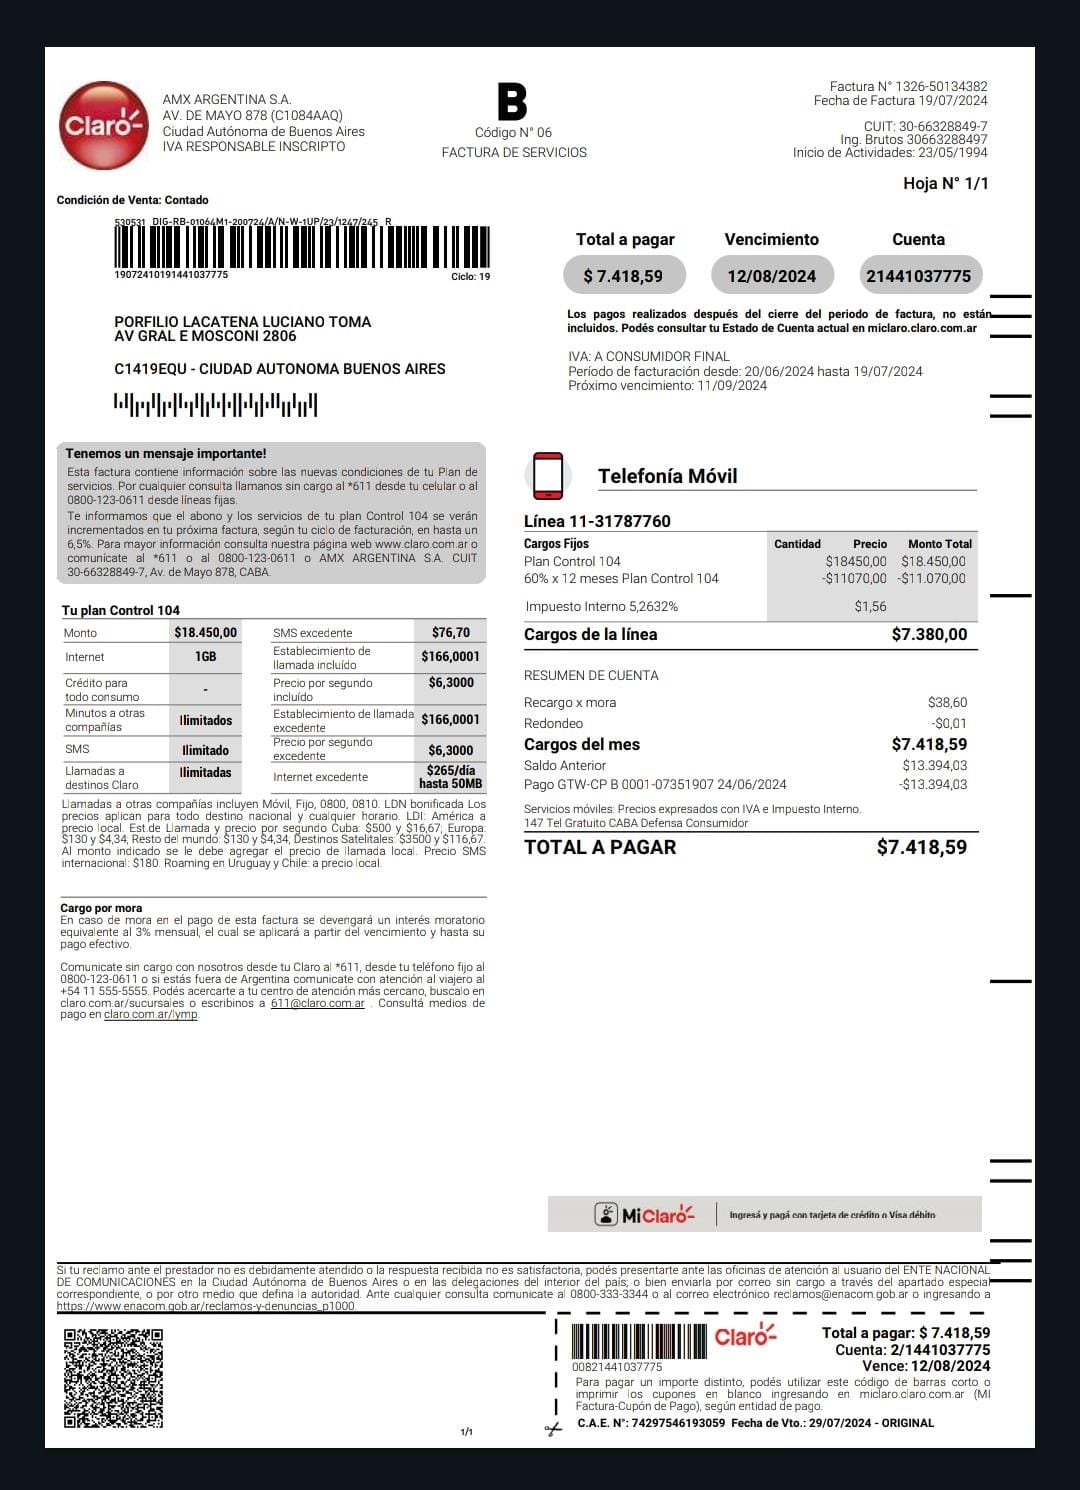 Claro
AMX ARGENTINA S.A.
AV. DE MAYO 878 (C1084AAQ)
Ciudad Autónoma de Buenos Aires
IVA RESPONSABLE INSCRIPTO
B
Código N° 06
FACTURA DE SERVICIOS
Factura N° 1326-50134382
Fecha de Factura 19/07/2024
CUIT: 30-66328849-7
Ing. Brutos 30663288497
Inicio de Actividades: 23/05/1994
Hoja N° 1/1
Condición de Venta: Contado
530531 DIG-RB-01064M1-200724/A/N-W-1UP/23/1247/245 R
19072410191441037775
Ciclo: 19
Total a pagar Vencimiento Cuenta
$ 7.418,59 12/08/2024 21441037775
Los pagos realizados después del cierre del periodo de factura, no están
incluidos. Podés consultar tu Estado de Cuenta actual en miclaro.claro.com.ar
PORFILIO LACATENA LUCIANO TOMA
AV GRAL E MOSCONI 2806
C1419EQU - CIUDAD AUTONOMA BUENOS AIRES
IVA: A CONSUMIDOR FINAL
Período de facturación desde: 20/06/2024 hasta 19/07/2024
Próximo vencimiento: 11/09/2024
Tenemos un mensaje importante!
Esta factura contiene información sobre las nuevas condiciones de tu Plan de
servicios. Por cualquier consulta llamanos sin cargo al *611 desde tu celular o al
0800-123-0611 desde líneas fijas.
Te informamos que el abono y los servicios de tu plan Control 104 se verán
incrementados en tu próxima factura, según tu ciclo de facturación, en hasta un
6,5%. Para mayor información consulta nuestra página web www.claro.com.ar o
comunícate al *611 o al 0800-123-0611 o AMX ARGENTINA S.A. CUIT
30-66328849-7, Av. de Mayo 878, CABA.
Tu plan Control 104
Monto $18.450,00 SMS excedente $76,70
Internet 1GB Establecimiento de llamada incluído $166,0001
Crédito para todo consumo - Precio por segundo incluído $6,3000
Minutos a otras compañías Ilimitados Establecimiento de llamada excedente $166,0001
SMS Ilimitado Precio por segundo excedente $6,3000
Llamadas a destinos Claro Ilimitadas Internet excedente $265/día hasta 50MB
Llamadas a otras compañías incluyen Móvil, Fijo, 0800, 0810. LDN bonificada Los
precios aplican para todo destino nacional y cualquier horario. LDI: América a
precio local. Est.de Llamada y precio por segundo Cuba: $500 y $16,67; Europa:
$130 y $4,34, Resto del mundo: $130 y $4,34, Destinos Satelitales: $3500 y $116,67.
Al monto indicado se le debe agregar el precio de llamada local. Precio SMS
internacional: $180. Roaming en Uruguay y Chile: a precio local.
Cargo por mora
En caso de mora en el pago de esta factura se devengará un interés moratorio
equivalente al 3% mensual, el cual se aplicará a partir del vencimiento y hasta su
pago efectivo.
Comunicate sin cargo con nosotros desde tu Claro al *611, desde tu teléfono fijo al
0800-123-0611 o si estás fuera de Argentina comunicate con atención al viajero al
+54 11 555-5555. Podés acercarte a tu centro de atención más cercano, buscalo en
claro.com.ar/sucursales o escribinos a 611@claro.com.ar . Consultá medios de
pago en claro.com.ar/lymp.
Telefonía Móvil
Línea 11-31787760
Cargos Fijos Cantidad Precio Monto Total
Plan Control 104 $18450,00 $18.450,00
60% x 12 meses Plan Control 104 -$11070,00 -$11.070,00
Impuesto Interno 5,2632% $1,56
Cargos de la línea $7.380,00
RESUMEN DE CUENTA
Recargo x mora $38,60
Redondeo -$0,01
Cargos del mes $7.418,59
Saldo Anterior $13.394,03
Pago GTW-CP B 0001-07351907 24/06/2024 -$13.394,03
Servicios móviles: Precios expresados con IVA e Impuesto Interno.
147 Tel Gratuito CABA Defensa Consumidor
TOTAL A PAGAR $7.418,59
MiClaro Ingresá y pagá con tarjeta de crédito o Visa débito
Si tu reclamo ante el prestador no es debidamente atendido o la respuesta recibida no es satisfactoria, podés presentarte ante las oficinas de atención al usuario del ENTE NACIONAL
DE COMUNICACIONES en la Ciudad Autónoma de Buenos Aires o en las delegaciones del interior del país; o bien enviarla por correo sin cargo a través del apartado especial
correspondiente, o por otro medio que defina la autoridad. Ante cualquier consulta comunicate al 0800-333-3344 o al correo electrónico reclamos@enacom.gob.ar o ingresando a
https://www.enacom.gob.ar/reclamos-y-denuncias_p1000.
1/1
00821441037775
Claro
Total a pagar: $ 7.418,59
Cuenta: 2/1441037775
Vence: 12/08/2024
Para pagar un importe distinto, podés utilizar este código de barras corto o
imprimir los cupones en blanco ingresando en miclaro.claro.com.ar (MI
Factura-Cupón de Pago), según entidad de pago.
C.A.E. N°: 74297546193059 Fecha de Vto.: 29/07/2024 - ORIGINAL